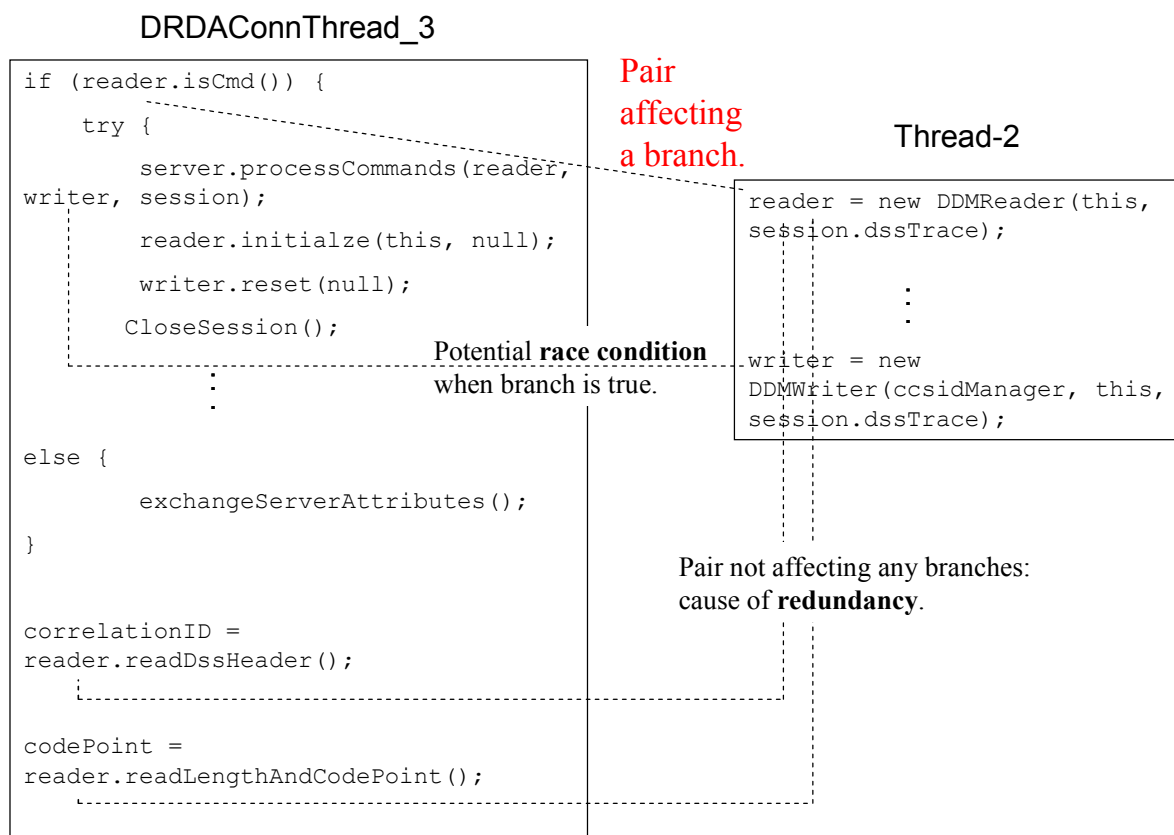 DRDAConnThread_3
if (reader.isCmd()) {
try {
server.processCommands(reader,
writer, session);
reader.initialze(this, null);
writer.reset(null);
CloseSession();
else {
exchangeServerAttributes();
}
correlationID =
reader.readDssHeader();
codePoint =
reader.readLengthAndCodePoint();
Pair
affecting
a branch.
Thread-2
reader = new DDMReader(this,
session.dssTrace);
writer = new
DDMWriter(ccsidManager, this,
session.dssTrace);
Potential race condition
when branch is true.
Pair not affecting any branches:
cause of redundancy.